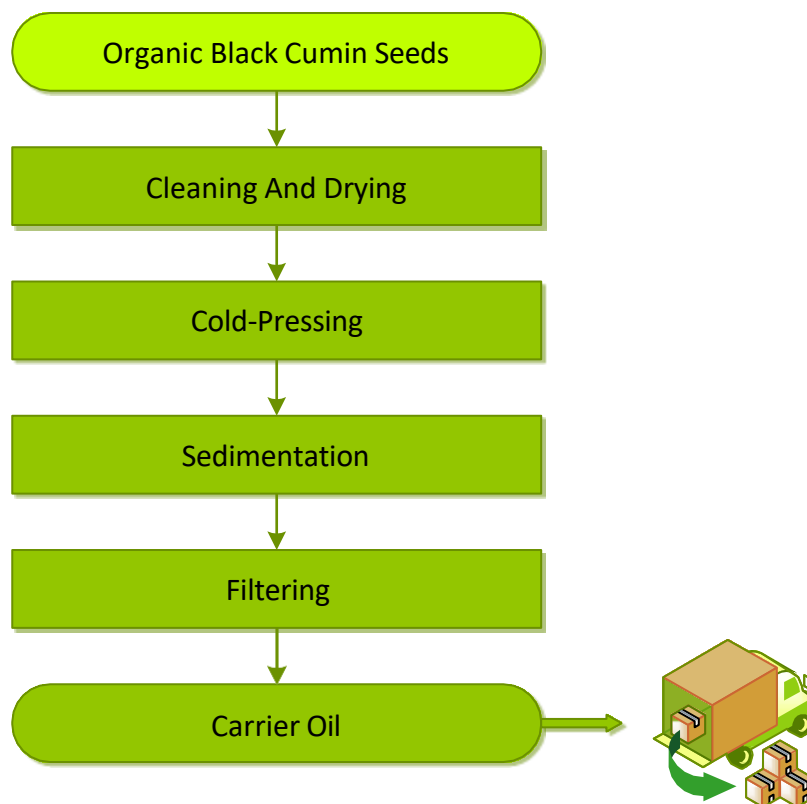 Organic Black Cumin Seeds
Cleaning And Drying
Cold-Pressing
Sedimentation
Filtering
Carrier Oil